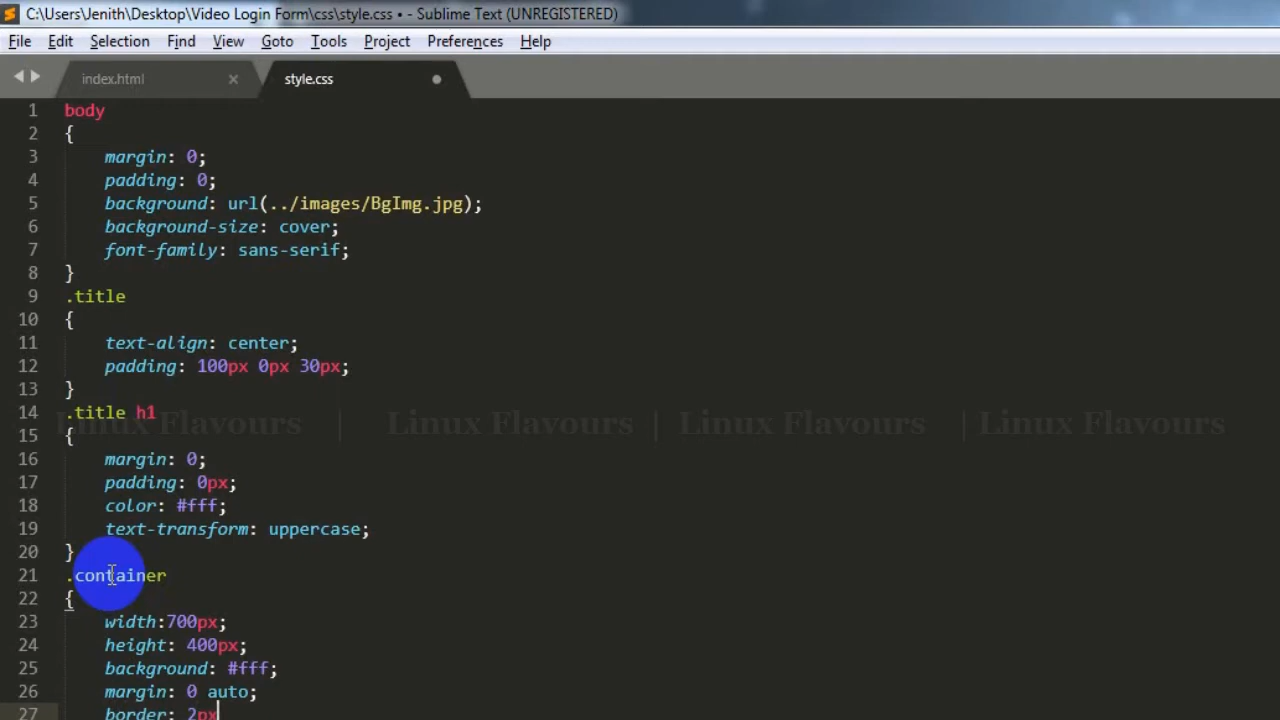 C:\Users\Jenith\Desktop\Video Login Form\css\style.css • - Sublime Text (UNREGISTERED)
File Edit Selection Find View Goto Tools Project Preferences Help
index.html × style.css
1 body
2 {
3 margin: 0;
4 padding: 0;
5 background: url(../images/BgImg.jpg);
6 background-size: cover;
7 font-family: sans-serif;
8 }
9 .title
10 {
11 text-align: center;
12 padding: 100px 0px 30px;
13 }
14 .title h1
Linux Flavours | Linux Flavours | Linux Flavours | Linux Flavours
15 {
16 margin: 0;
17 padding: 0px;
18 color: #fff;
19 text-transform: uppercase;
20 }
21 .container
22 {
23 width:700px;
24 height: 400px;
25 background: #fff;
26 margin: 0 auto;
27 border: 2px